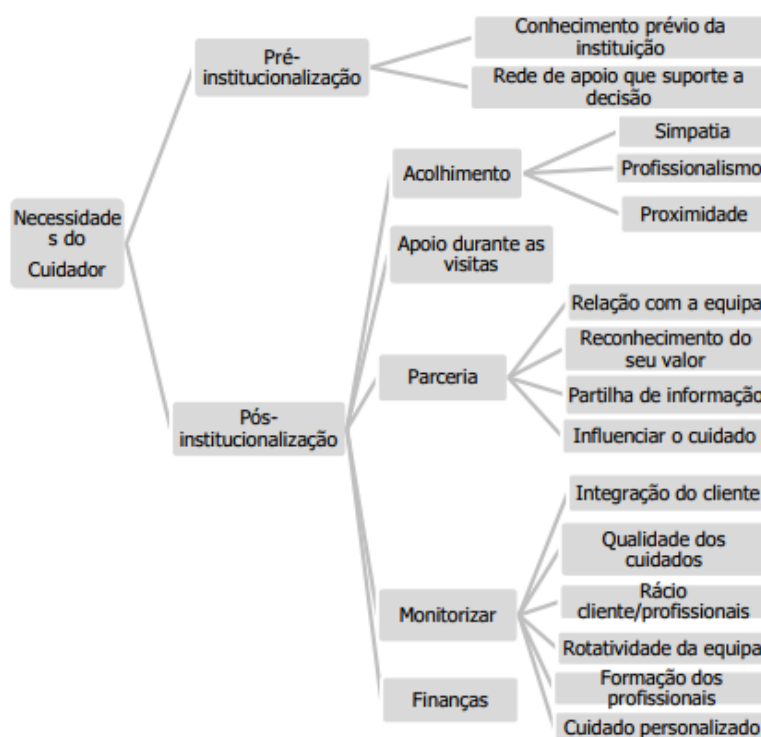 Conhecimento prévio da
instituição
Pré-
institucionalização
Rede de apoio que suporte a
decisão
Simpatia
Acolhimento
Profissionalismo
Proximidade
Necessidade
s do
Cuidador
Apoio durante as
visitas
Relação com a equipa
Reconhecimento do
seu valor
Parceria
Partilha de informação
Pós-
institucionalização
Influenciar o cuidado
Integração do cliente
Qualidade dos
cuidados
Rácio
cliente/profissionais
Monitorizar
Rotatividade da equipa
Formação dos
profissionais
Finanças
Cuidado personalizado